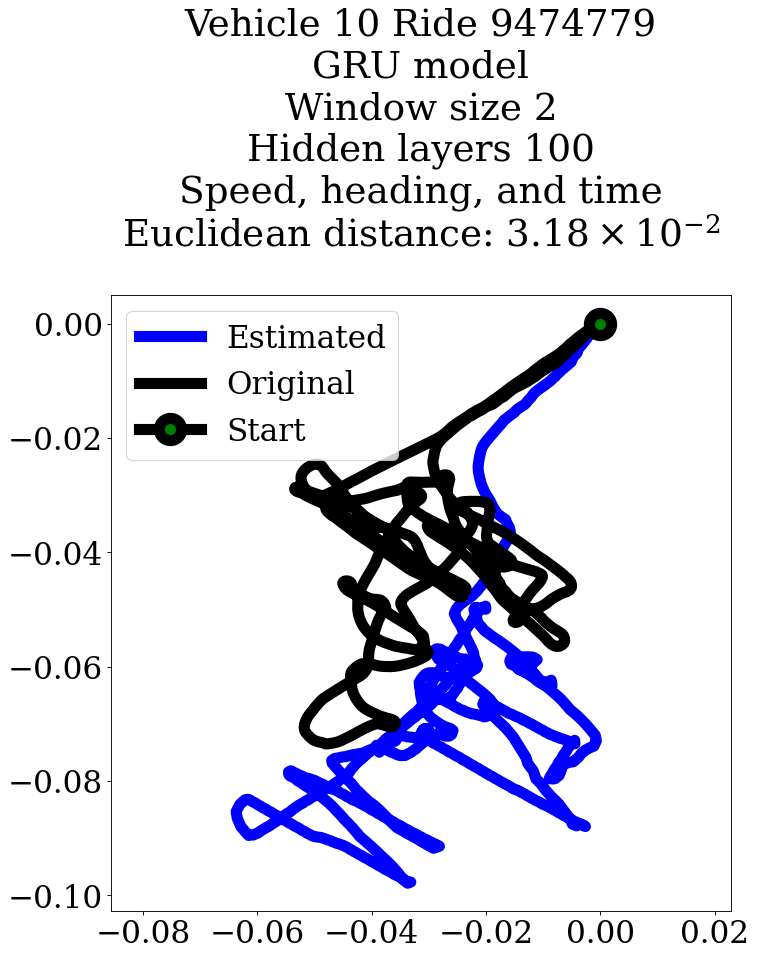 Vehicle 10 Ride 9474779
GRU model
Window size 2
Hidden layers 100
Speed, heading, and time
Euclidean distance: 3.18 × 10⁻²
Estimated
Original
Start
0.00
−0.02
−0.04
−0.06
−0.08
−0.10
−0.08 −0.06 −0.04 −0.02 0.00 0.02